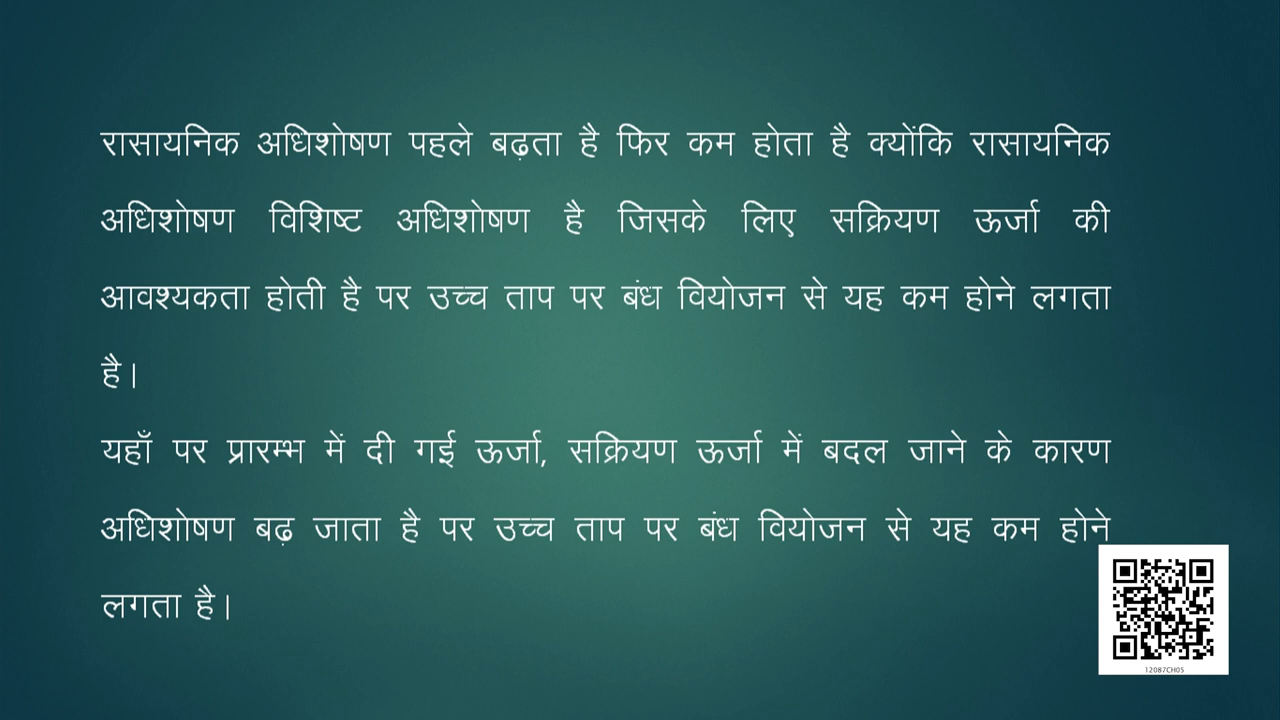 रासायनिक अधिशोषण पहले बढ़ता है फिर कम होता है क्योंकि रासायनिक
अधिशोषण विशिष्ट अधिशोषण है जिसके लिए सक्रियण ऊर्जा की
आवश्यकता होती है पर उच्च ताप पर बंध वियोजन से यह कम होने लगता
है।
यहाँ पर प्रारम्भ में दी गई ऊर्जा, सक्रियण ऊर्जा में बदल जाने के कारण
अधिशोषण बढ़ जाता है पर उच्च ताप पर बंध वियोजन से यह कम होने
लगता है।
12087CH05